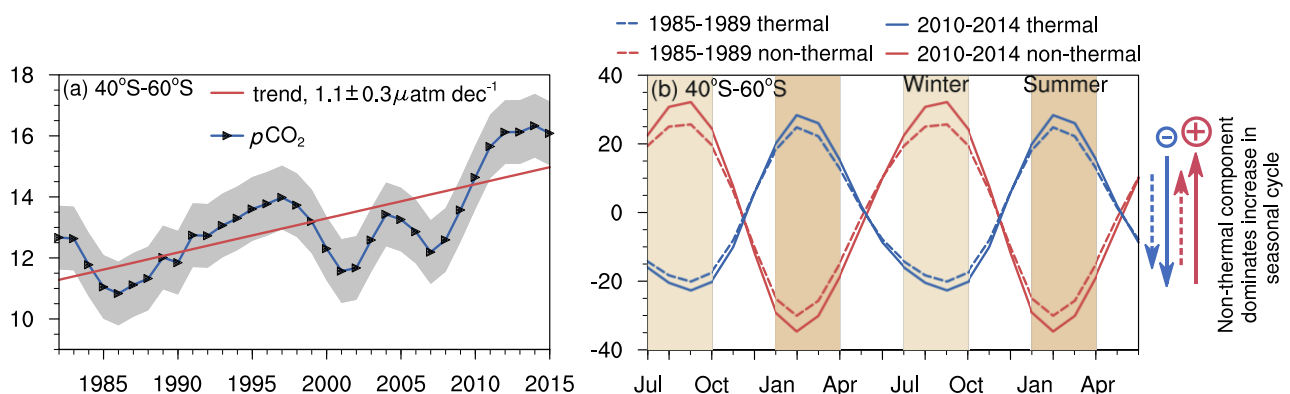 1985-1989 thermal
2010-2014 thermal
1985-1989 non-thermal
2010-2014 non-thermal
(a) 40°S-60°S
trend, 1.1±0.3μatm dec⁻¹
pCO₂
18
16
14
12
10
1985 1990 1995 2000 2005 2010 2015
(b) 40°S-60°S
Winter
Summer
40
20
0
-20
-40
Jul Oct Jan Apr Jul Oct Jan Apr
Non-thermal component
dominates increase in
seasonal cycle